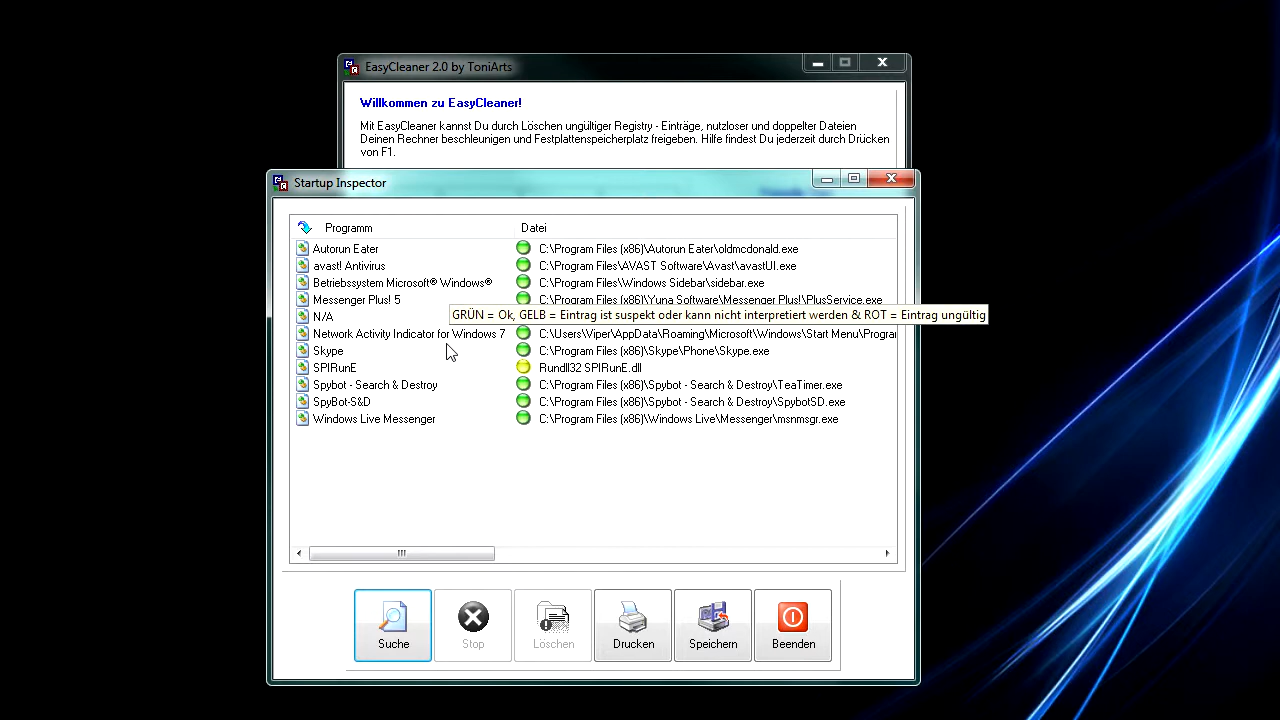 EasyCleaner 2.0 by ToniArts
Willkommen zu EasyCleaner!
Mit EasyCleaner kannst Du durch Löschen ungültiger Registry - Einträge, nutzloser und doppelter Dateien
Deinen Rechner beschleunigen und Festplattenspeicherplatz freigeben. Hilfe findest Du jederzeit durch Drücken
von F1.
Startup Inspector
Programm Datei
Autorun Eater C:\Program Files (x86)\Autorun Eater\oldmcdonald.exe
avast! Antivirus C:\Program Files\AVAST Software\Avast\avastUI.exe
Betriebssystem Microsoft® Windows® C:\Program Files\Windows Sidebar\sidebar.exe
Messenger Plus! 5 C:\Program Files (x86)\Yuna Software\Messenger Plus!\PlusService.exe
N/A
GRÜN = Ok, GELB = Eintrag ist suspekt oder kann nicht interpretiert werden & ROT = Eintrag ungültig
Network Activity Indicator for Windows 7 C:\Users\Viper\AppData\Roaming\Microsoft\Windows\Start Menu\Program
Skype C:\Program Files (x86)\Skype\Phone\Skype.exe
SPIRunE Rundll32 SPIRunE.dll
Spybot - Search & Destroy C:\Program Files (x86)\Spybot - Search & Destroy\TeaTimer.exe
SpyBot-S&D C:\Program Files (x86)\Spybot - Search & Destroy\SpybotSD.exe
Windows Live Messenger C:\Program Files (x86)\Windows Live\Messenger\msnmsgr.exe
Suche Stop Löschen Drucken Speichern Beenden